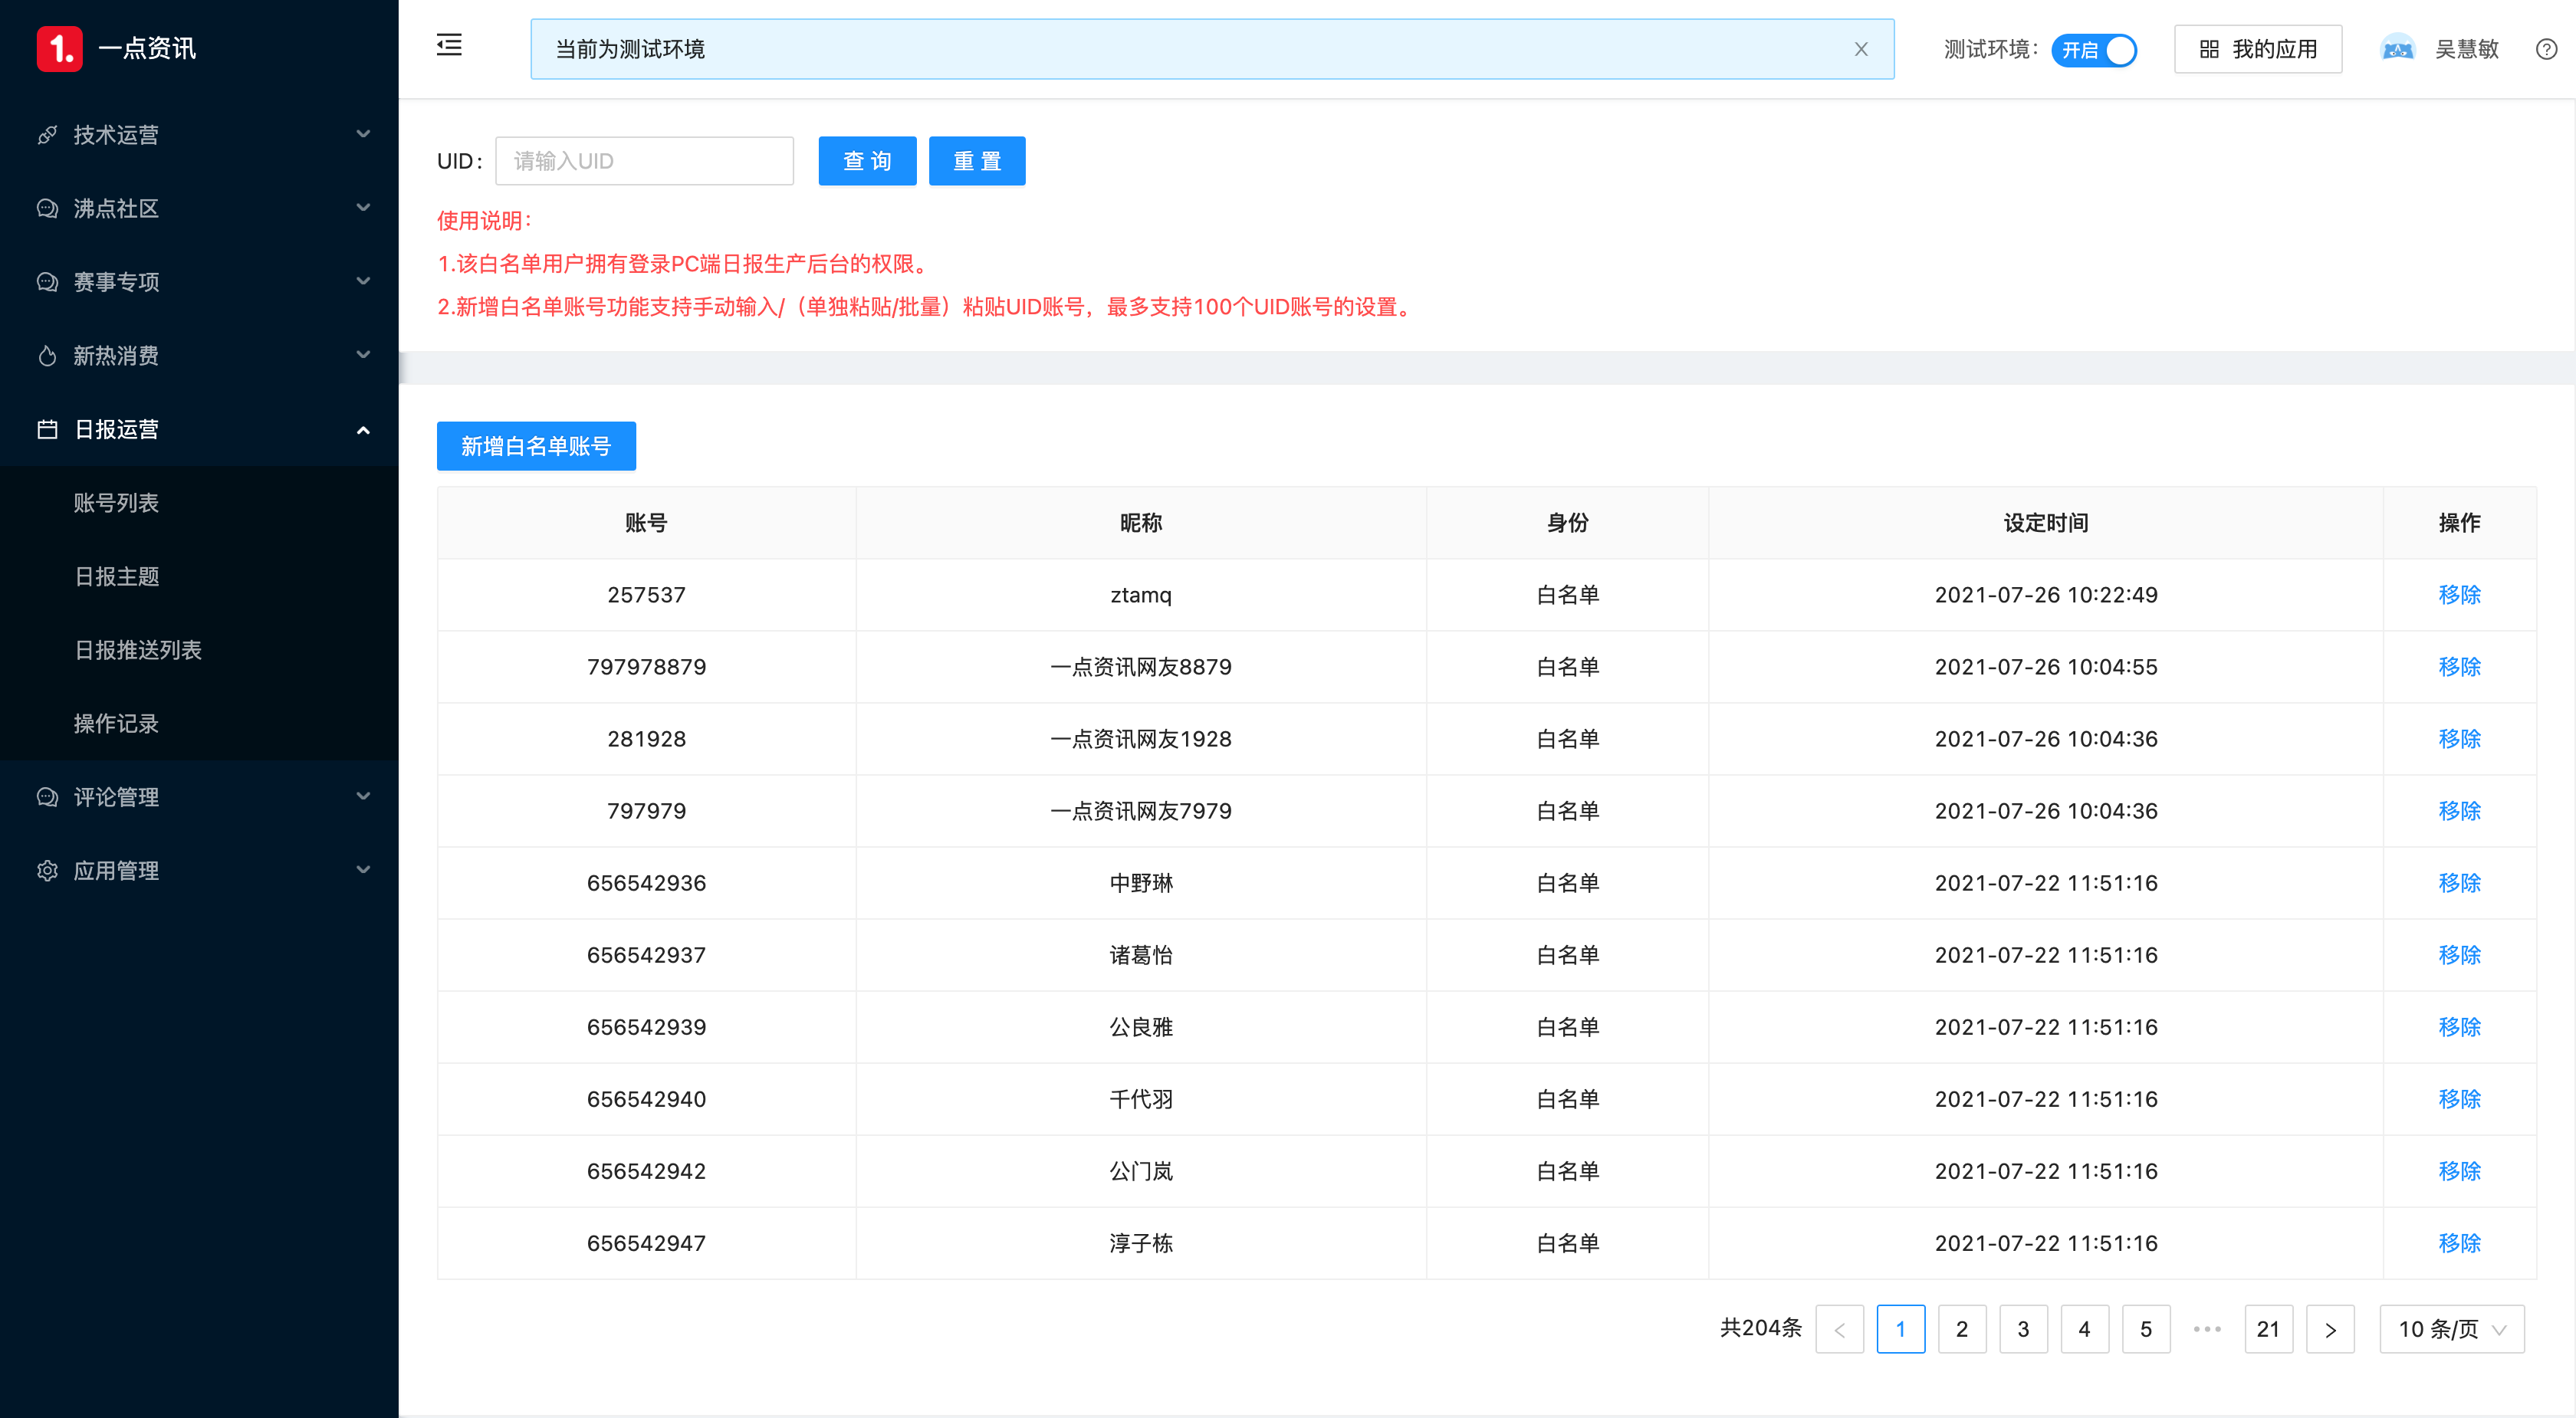 1. 一点资讯
当前为测试环境
测试环境: 开启
我的应用
吴慧敏
技术运营
沸点社区
赛事专项
新热消费
日报运营
账号列表
日报主题
日报推送列表
操作记录
评论管理
应用管理
UID: 请输入UID 查 询 重 置
使用说明:
1.该白名单用户拥有登录PC端日报生产后台的权限。
2.新增白名单账号功能支持手动输入/（单独粘贴/批量）粘贴UID账号，最多支持100个UID账号的设置。
新增白名单账号
账号 昵称 身份 设定时间 操作
257537 ztamq 白名单 2021-07-26 10:22:49 移除
797978879 一点资讯网友8879 白名单 2021-07-26 10:04:55 移除
281928 一点资讯网友1928 白名单 2021-07-26 10:04:36 移除
797979 一点资讯网友7979 白名单 2021-07-26 10:04:36 移除
656542936 中野琳 白名单 2021-07-22 11:51:16 移除
656542937 诸葛怡 白名单 2021-07-22 11:51:16 移除
656542939 公良雅 白名单 2021-07-22 11:51:16 移除
656542940 千代羽 白名单 2021-07-22 11:51:16 移除
656542942 公门岚 白名单 2021-07-22 11:51:16 移除
656542947 淳子栋 白名单 2021-07-22 11:51:16 移除
共204条 < 1 2 3 4 5 ••• 21 > 10 条/页